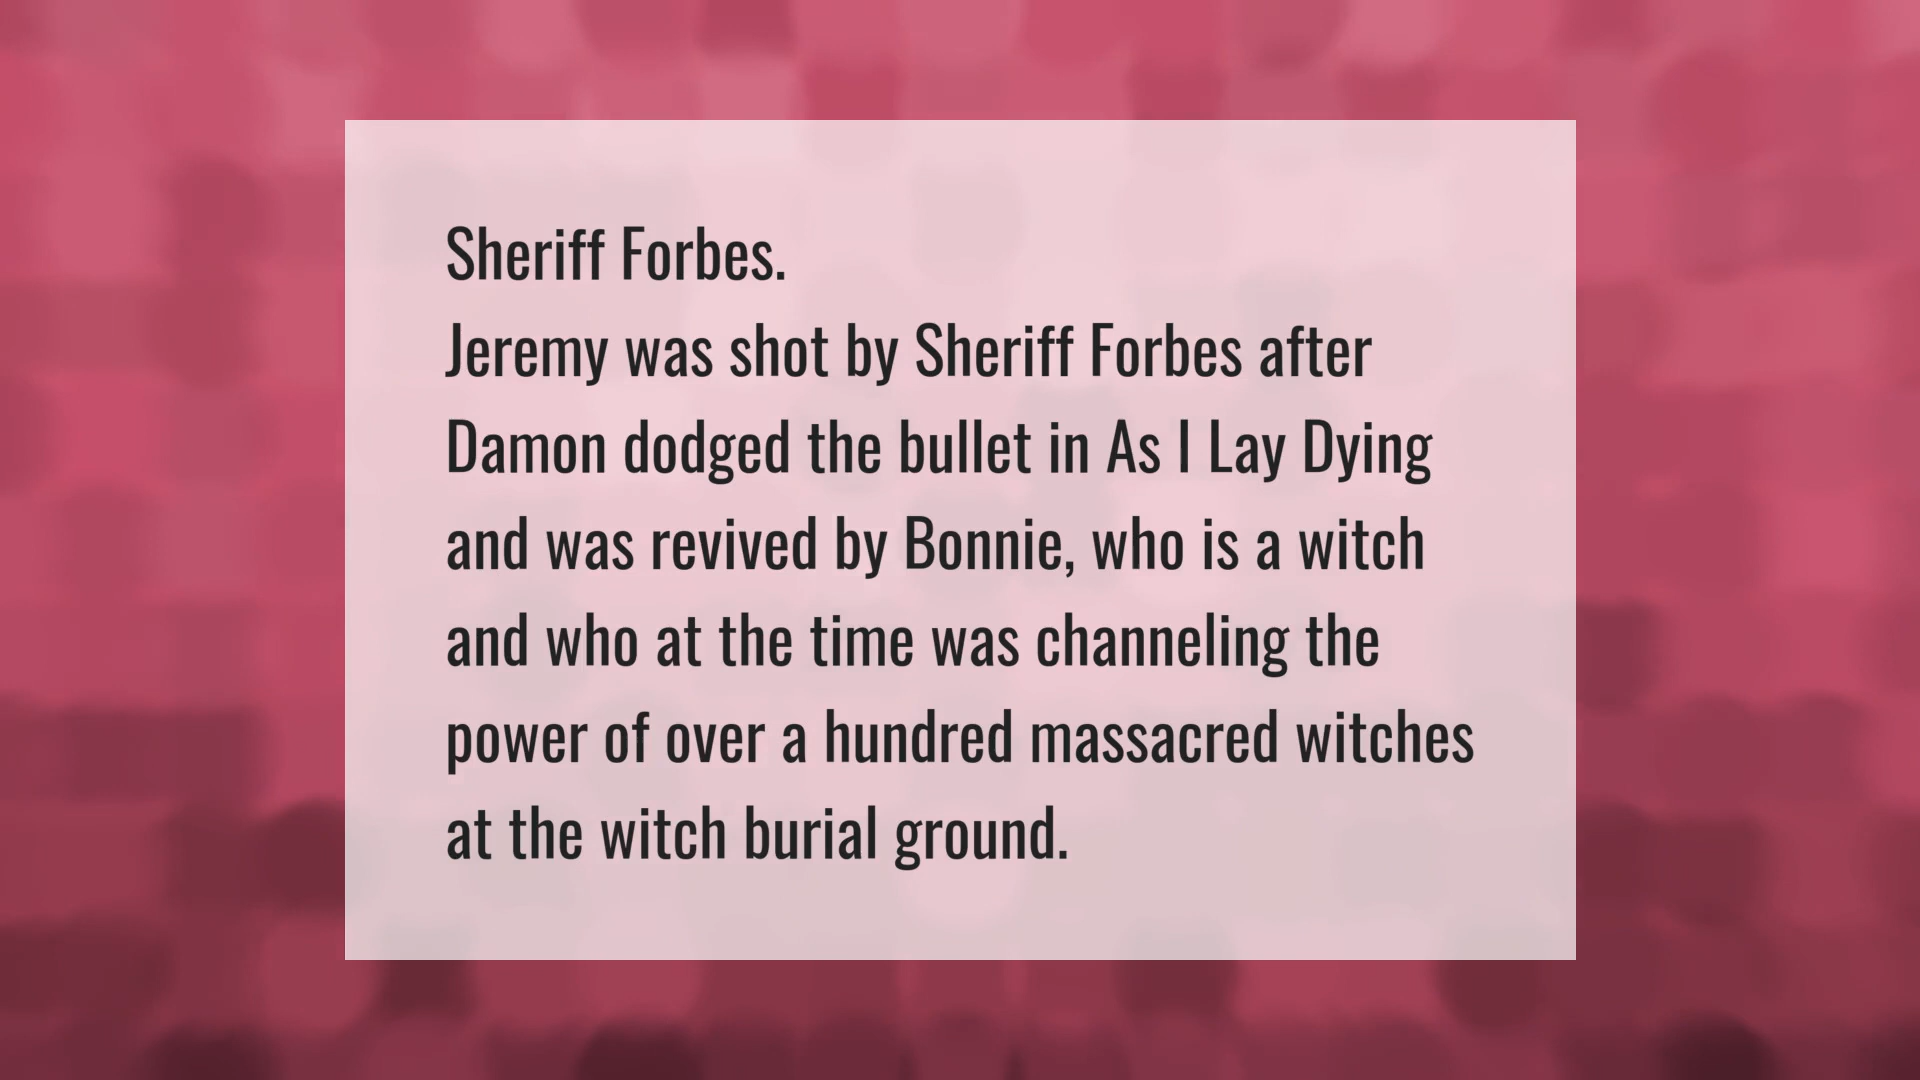 Sheriff Forbes.
Jeremy was shot by Sheriff Forbes after
Damon dodged the bullet in As I Lay Dying
and was revived by Bonnie, who is a witch
and who at the time was channeling the
power of over a hundred massacred witches
at the witch burial ground.